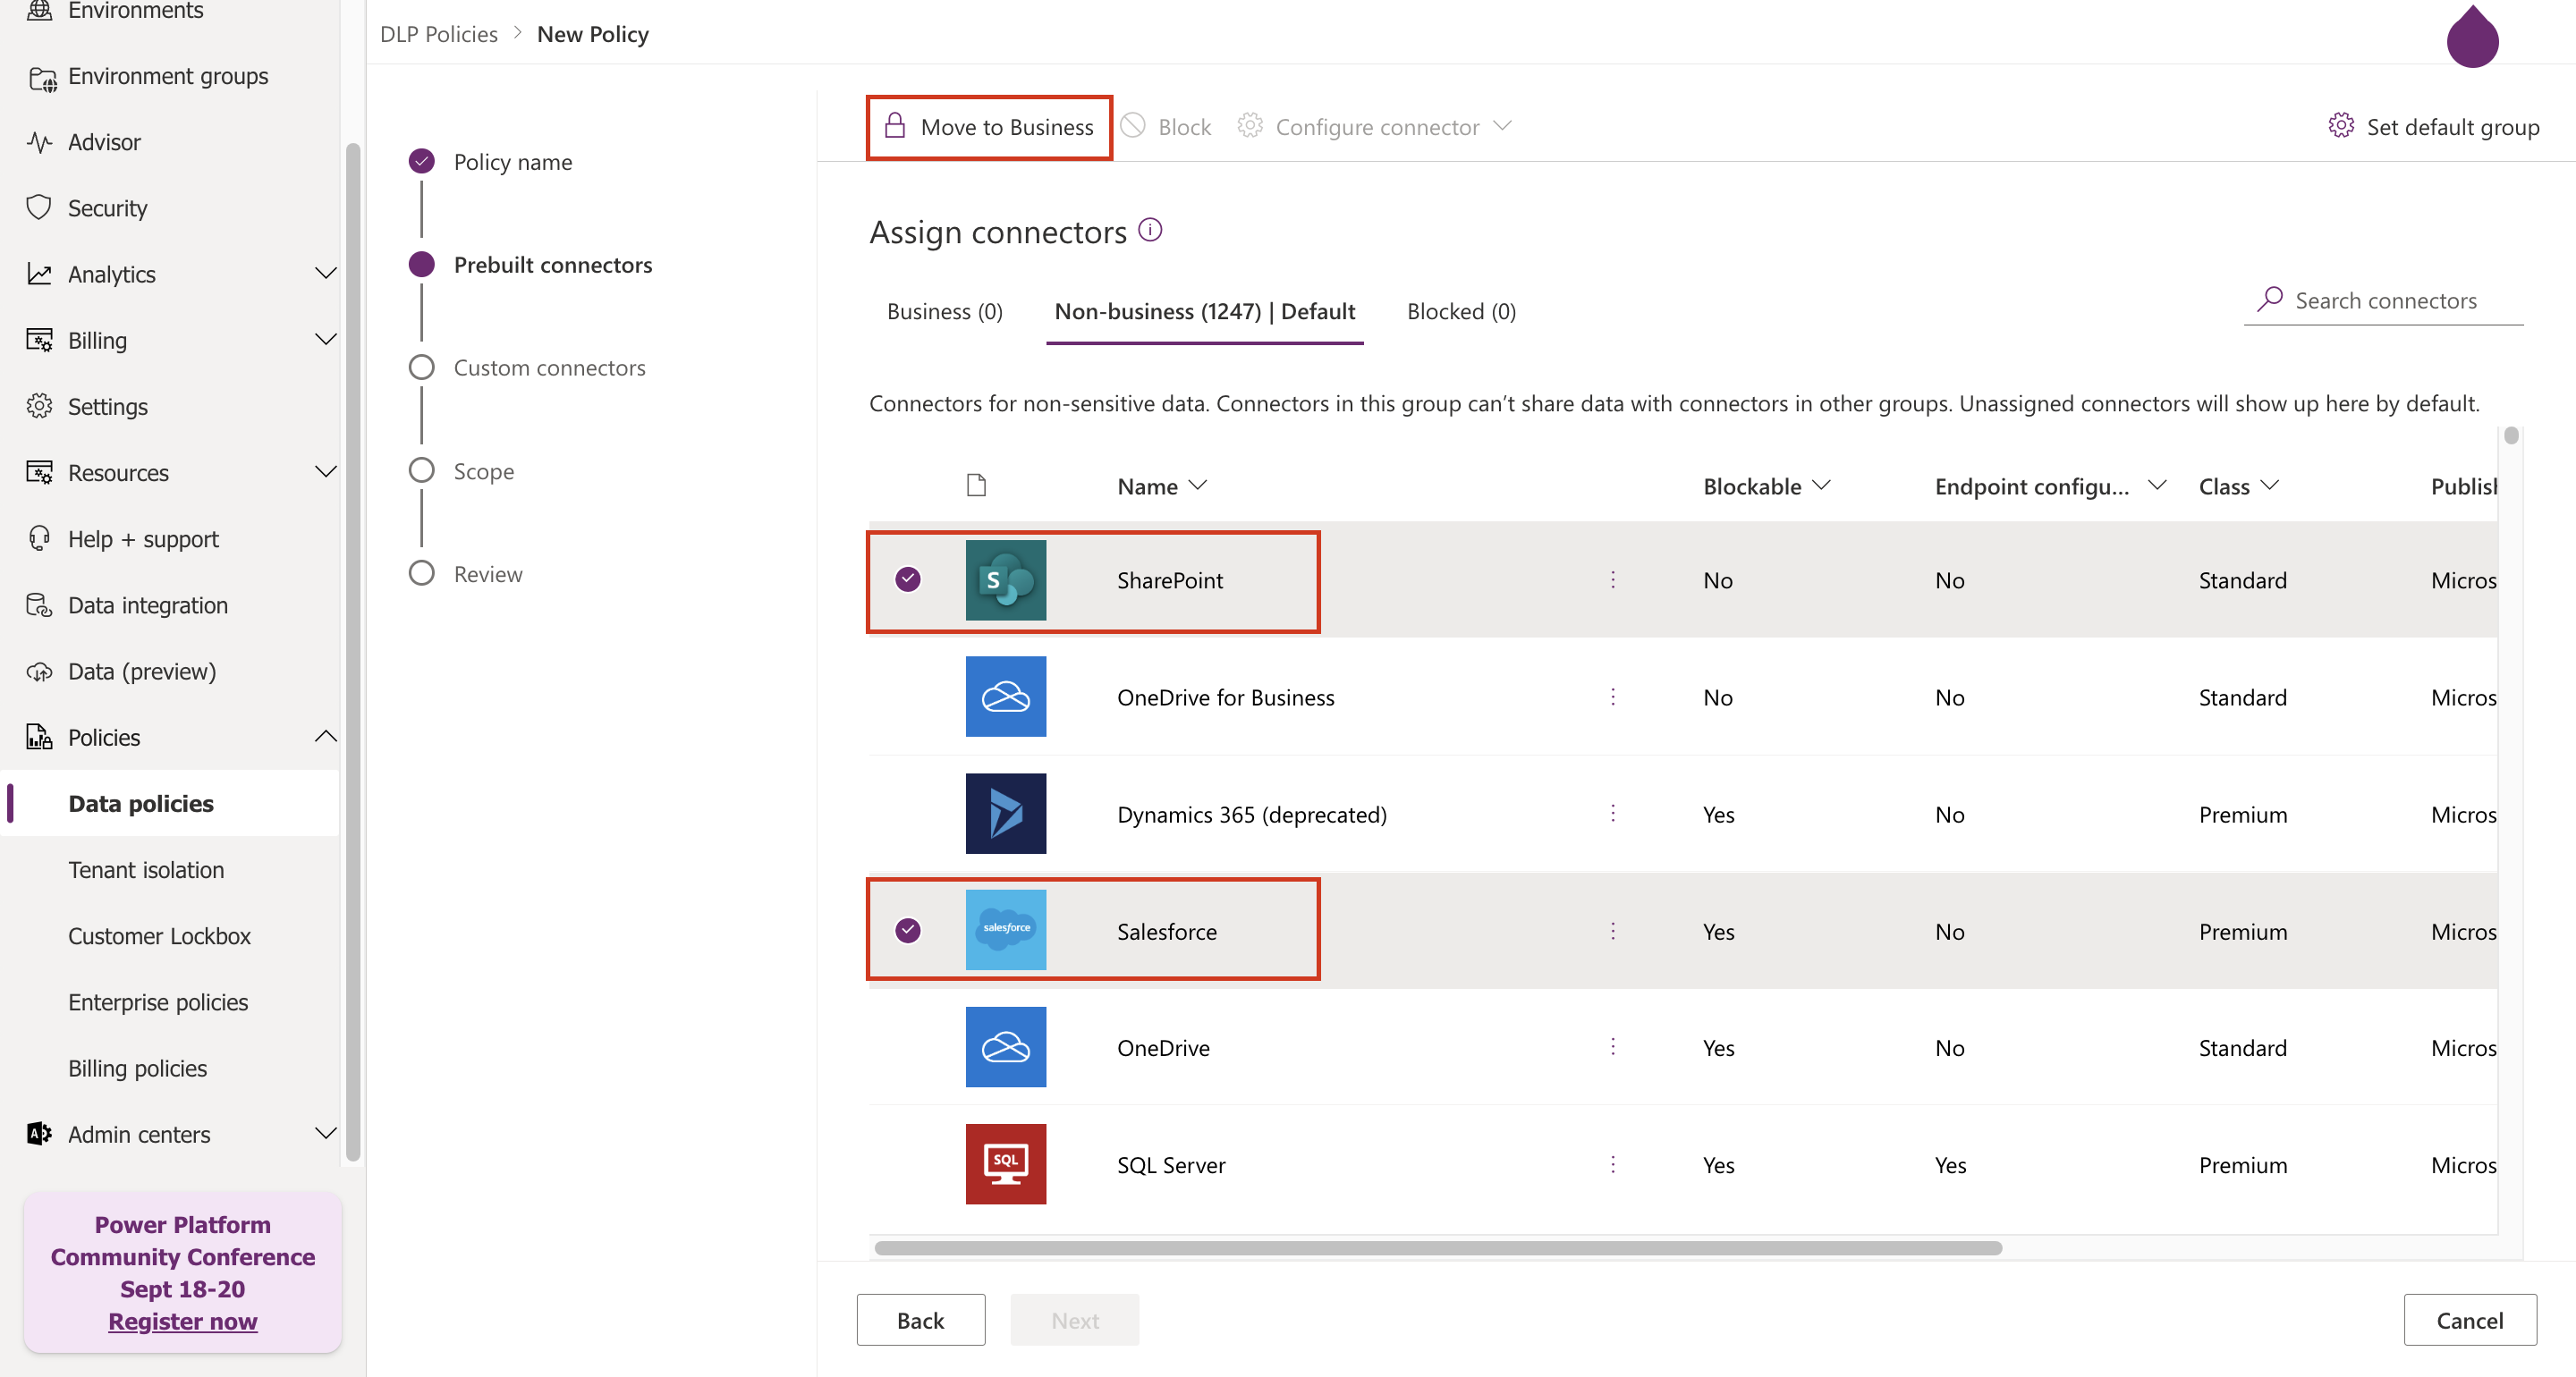 Environments
Environment groups
Advisor
Security
Analytics
Billing
Settings
Resources
Help + support
Data integration
Data (preview)
Policies
Data policies
Tenant isolation
Customer Lockbox
Enterprise policies
Billing policies
Admin centers
Power Platform
Community Conference
Sept 18-20
Register now
DLP Policies > New Policy
Policy name
Prebuilt connectors
Custom connectors
Scope
Review
Move to Business Block Configure connector Set default group
Assign connectors
Business (0) Non-business (1247) | Default Blocked (0) Search connectors
Connectors for non-sensitive data. Connectors in this group can’t share data with connectors in other groups. Unassigned connectors will show up here by default.
Name Blockable Endpoint configu... Class Publish
S SharePoint No No Standard Micros
OneDrive for Business No No Standard Micros
Dynamics 365 (deprecated) Yes No Premium Micros
salesforce Salesforce Yes No Premium Micros
OneDrive Yes No Standard Micros
SQL SQL Server Yes Yes Premium Micros
Back Next Cancel